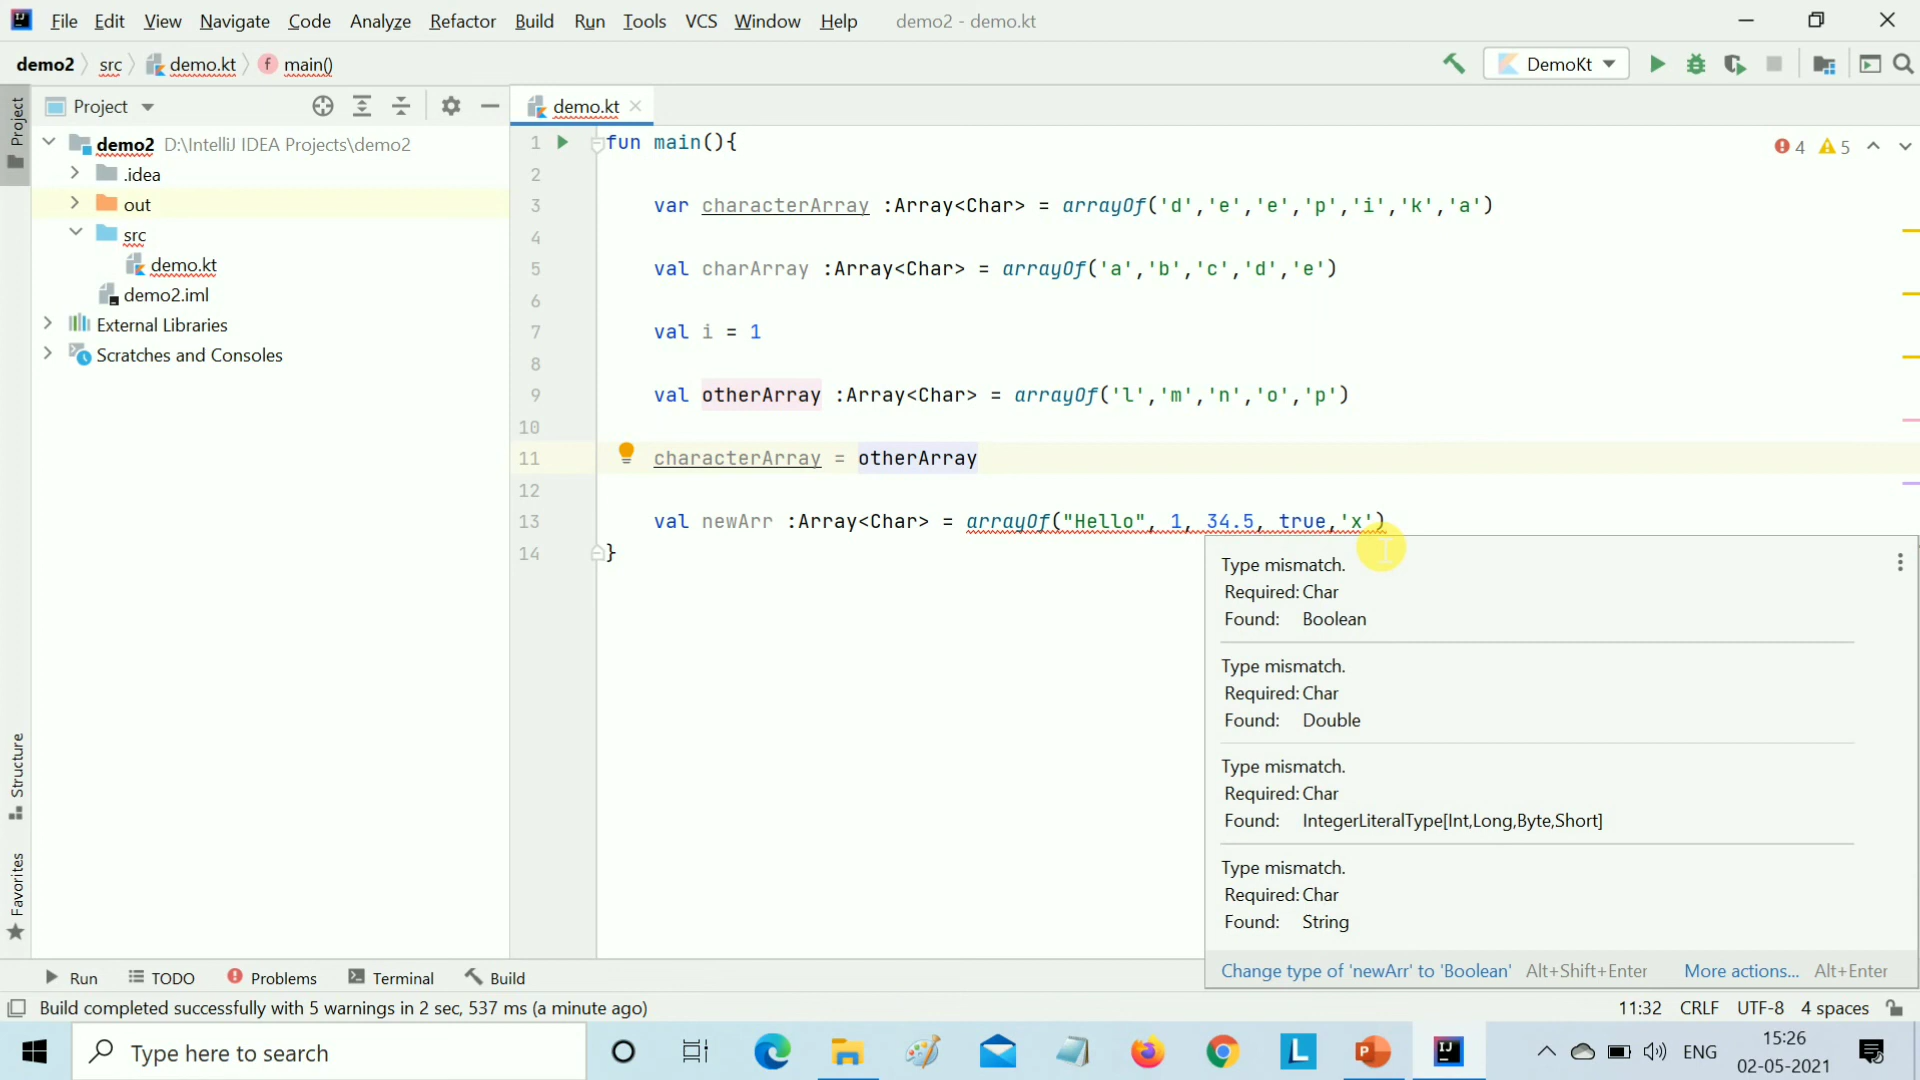 File Edit View Navigate Code Analyze Refactor Build Run Tools VCS Window Help demo2 - demo.kt
demo2 src demo.kt main() DemoKt
Project
Project
demo.kt
demo2 D:\IntelliJ IDEA Projects\demo2
.idea
out
src
demo.kt
demo2.iml
External Libraries
Scratches and Consoles
Structure
Favorites
4 5
1 fun main(){
2
3 var characterArray :Array<Char> = arrayOf('d','e','e','p','i','k','a')
4
5 val charArray :Array<Char> = arrayOf('a','b','c','d','e')
6
7 val i = 1
8
9 val otherArray :Array<Char> = arrayOf('l','m','n','o','p')
10
11 characterArray = otherArray
12
13 val newArr :Array<Char> = arrayOf("Hello", 1, 34.5, true,'x')
14 }
Type mismatch.
Required: Char
Found: Boolean
Type mismatch.
Required: Char
Found: Double
Type mismatch.
Required: Char
Found: IntegerLiteralType[Int,Long,Byte,Short]
Type mismatch.
Required: Char
Found: String
Change type of 'newArr' to 'Boolean' Alt+Shift+Enter More actions... Alt+Enter
Run TODO Problems Terminal Build
Build completed successfully with 5 warnings in 2 sec, 537 ms (a minute ago) 11:32 CRLF UTF-8 4 spaces
Type here to search
ENG
15:26
02-05-2021